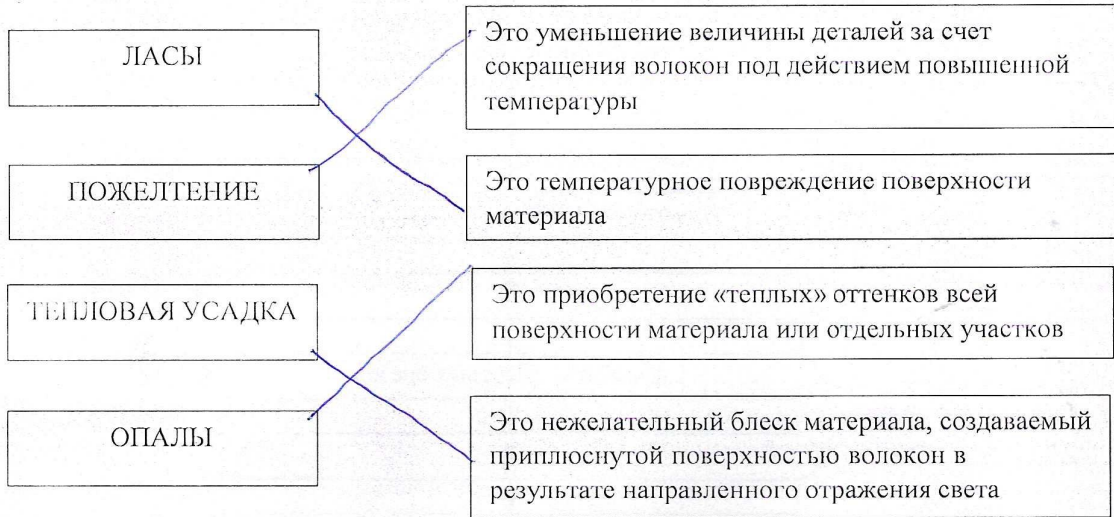 ЛАСЫ
Это уменьшение величины деталей за счет
сокращения волокон под действием повышенной
температуры
ПОЖЕЛТЕНИЕ
Это температурное повреждение поверхности
материала
ТЕПЛОВАЯ УСАДКА
Это приобретение «теплых» оттенков всей
поверхности материала или отдельных участков
ОПАЛЫ
Это нежелательный блеск материала, создаваемый
приплюснутой поверхностью волокон в
результате направленного отражения света